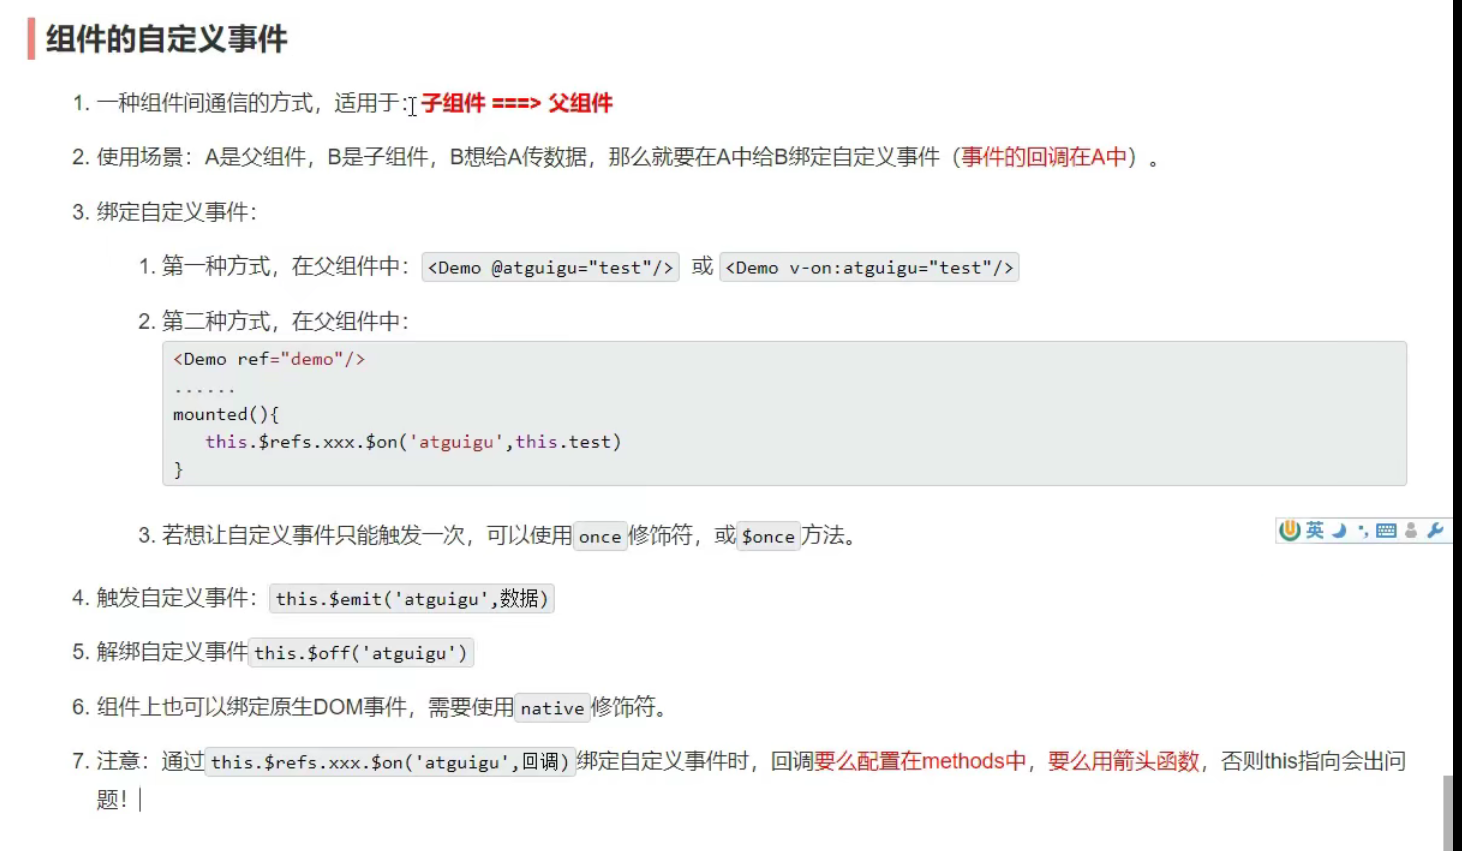 组件的自定义事件
1. 一种组件间通信的方式，适用于：子组件 ===> 父组件
2. 使用场景：A是父组件，B是子组件，B想给A传数据，那么就要在A中给B绑定自定义事件（事件的回调在A中）。
3. 绑定自定义事件：
1. 第一种方式，在父组件中：<Demo @atguigu="test"/> 或 <Demo v-on:atguigu="test"/>
2. 第二种方式，在父组件中：
<Demo ref="demo"/>
......
mounted(){
this.$refs.xxx.$on('atguigu',this.test)
}
3. 若想让自定义事件只能触发一次，可以使用once修饰符，或$once方法。
英
4. 触发自定义事件：this.$emit('atguigu',数据)
5. 解绑自定义事件this.$off('atguigu')
6. 组件上也可以绑定原生DOM事件，需要使用native修饰符。
7. 注意：通过this.$refs.xxx.$on('atguigu',回调)绑定自定义事件时，回调要么配置在methods中，要么用箭头函数，否则this指向会出问
题！